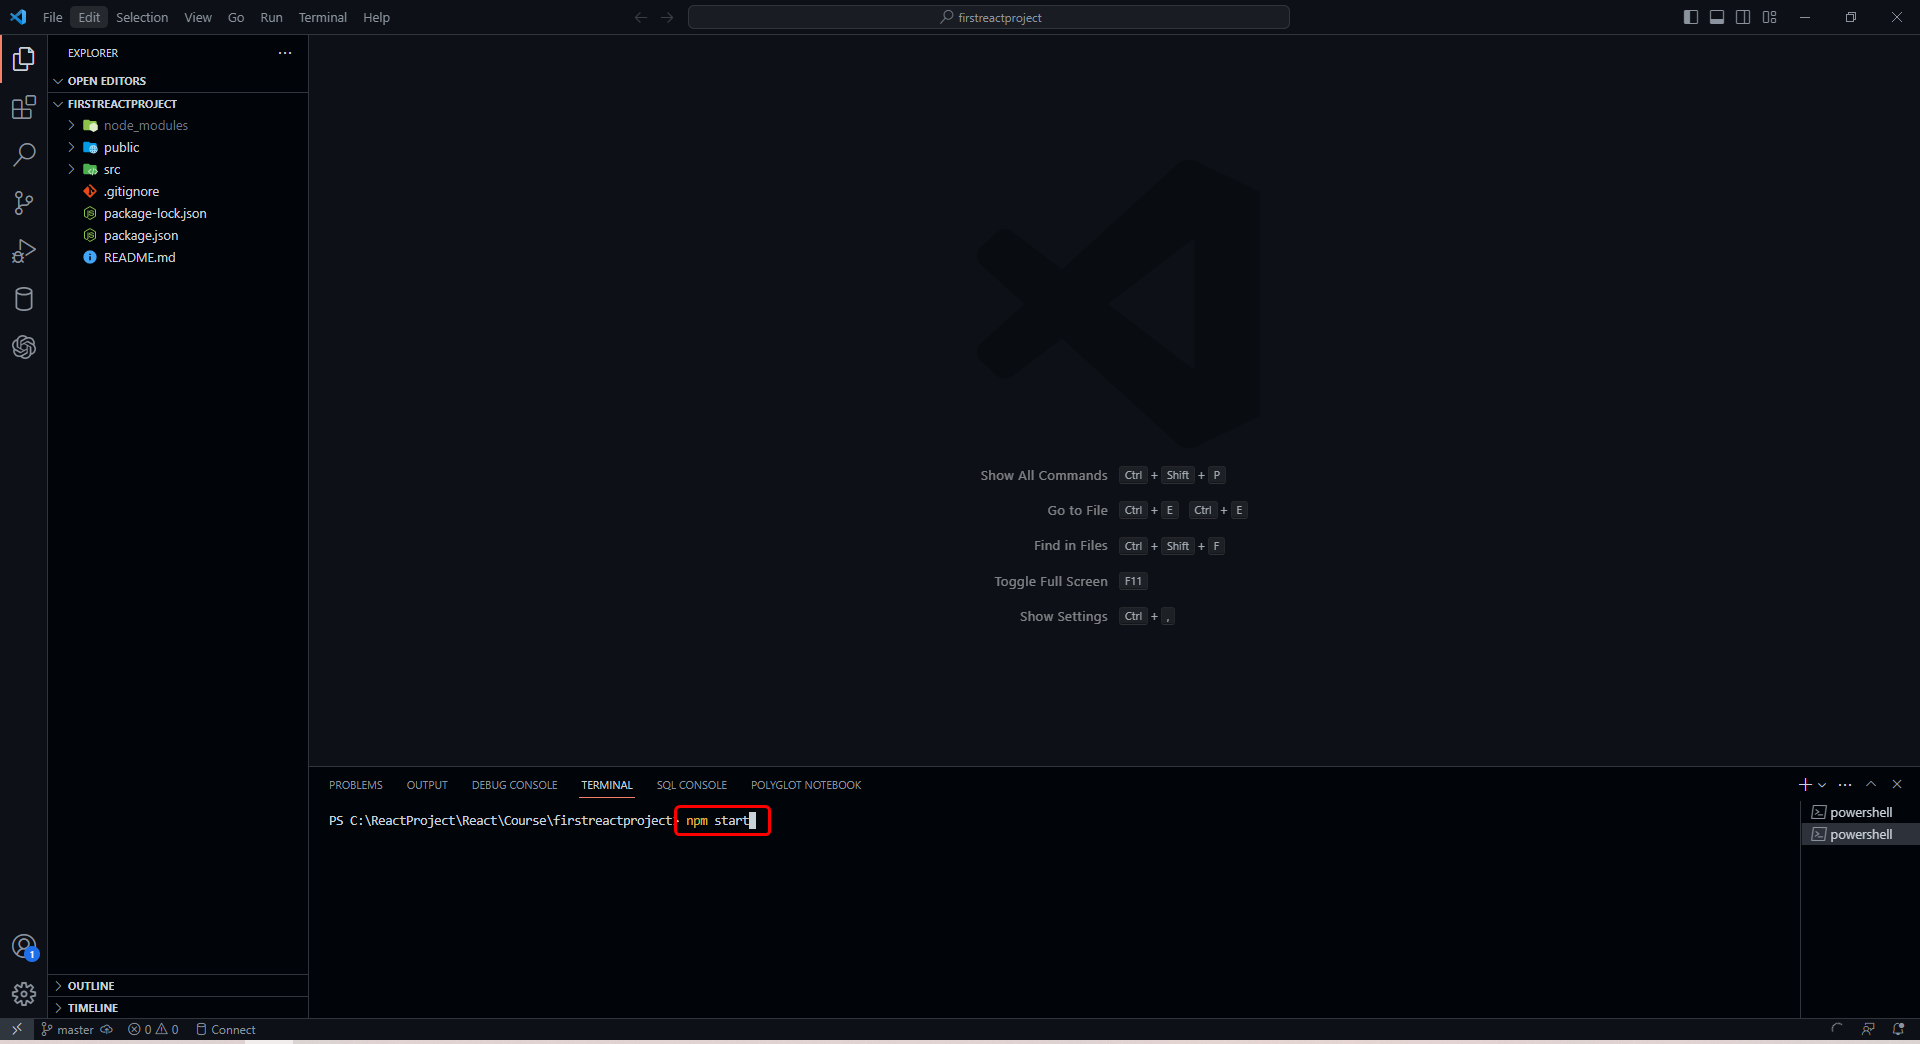 File Edit Selection View Go Run Terminal Help
firstreactproject
EXPLORER
OPEN EDITORS
FIRSTREACTPROJECT
node_modules
public
src
.gitignore
package-lock.json
package.json
README.md
Show All Commands Ctrl + Shift + P
Go to File Ctrl + E Ctrl + E
Find in Files Ctrl + Shift + F
Toggle Full Screen F11
Show Settings Ctrl + ,
PROBLEMS OUTPUT DEBUG CONSOLE TERMINAL SQL CONSOLE POLYGLOT NOTEBOOK
PS C:\ReactProject\React\Course\firstreactproject> npm start
powershell
powershell
1
OUTLINE
TIMELINE
master 0 0 Connect